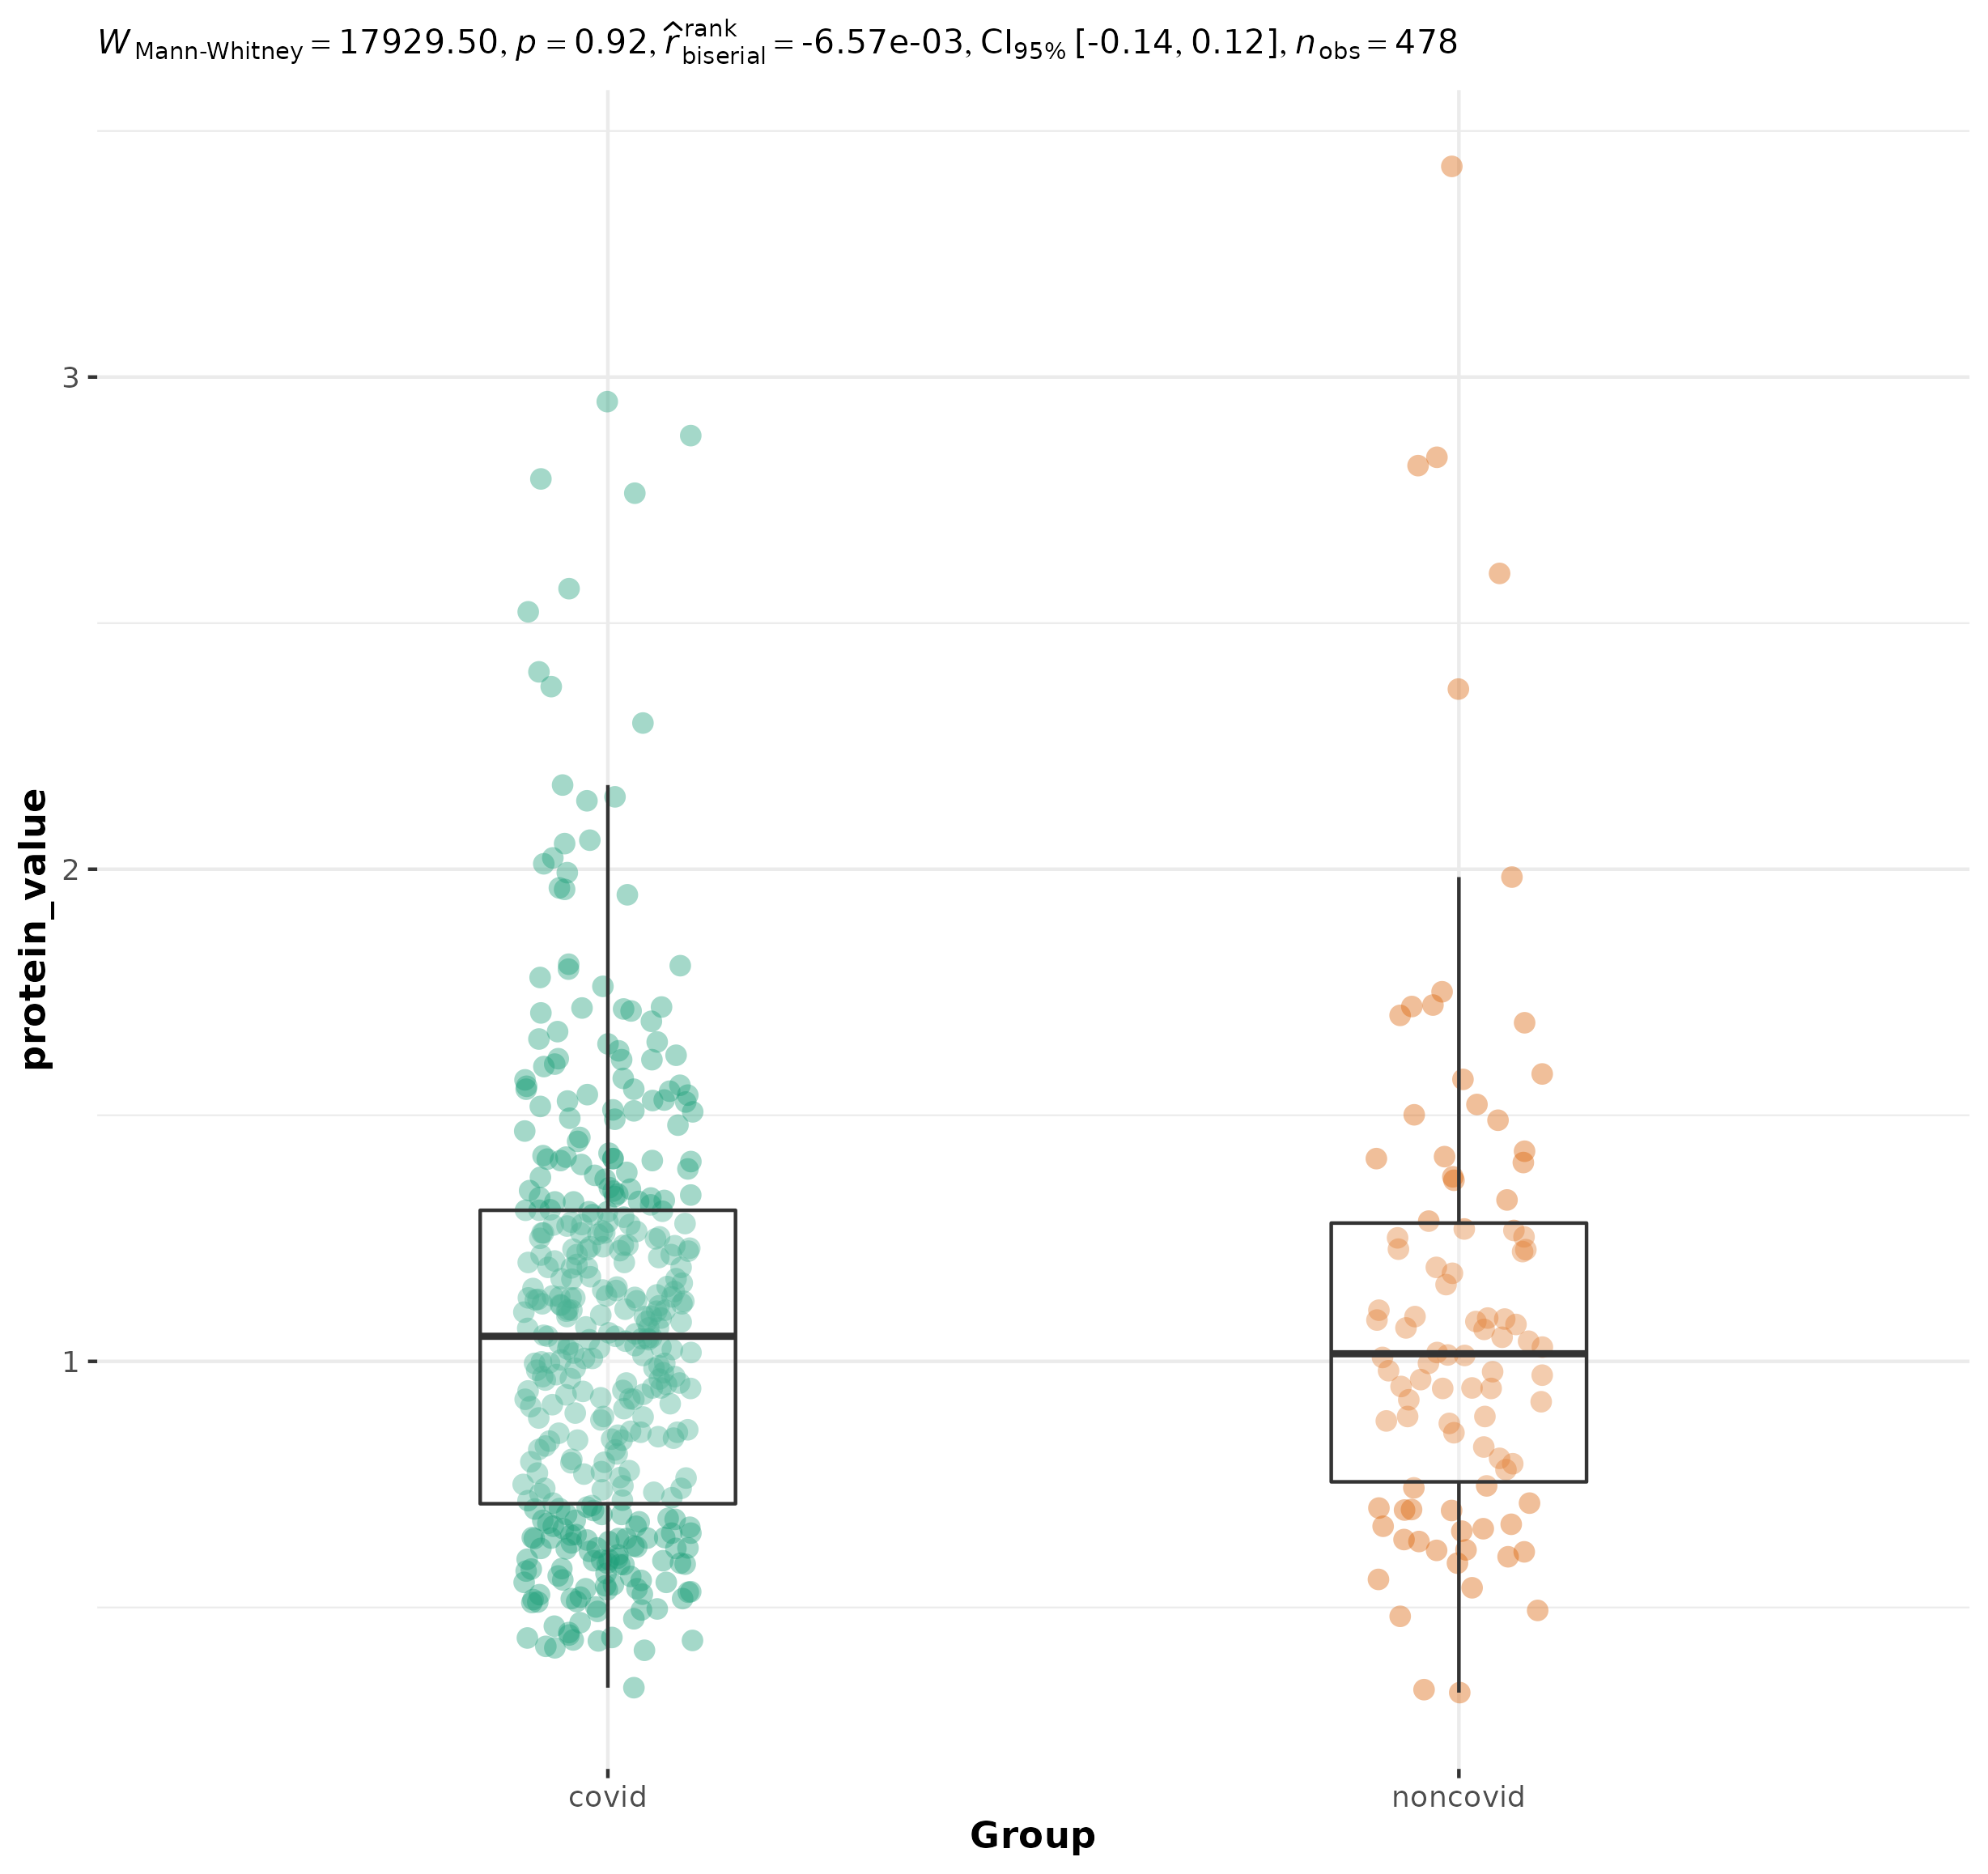 W Mann-Whitney = 17929.50, p = 0.92, r̂ rank biserial = -6.57e-03, CI95% [-0.14, 0.12], nobs = 478
protein_value
3
2
1
covid noncovid
Group